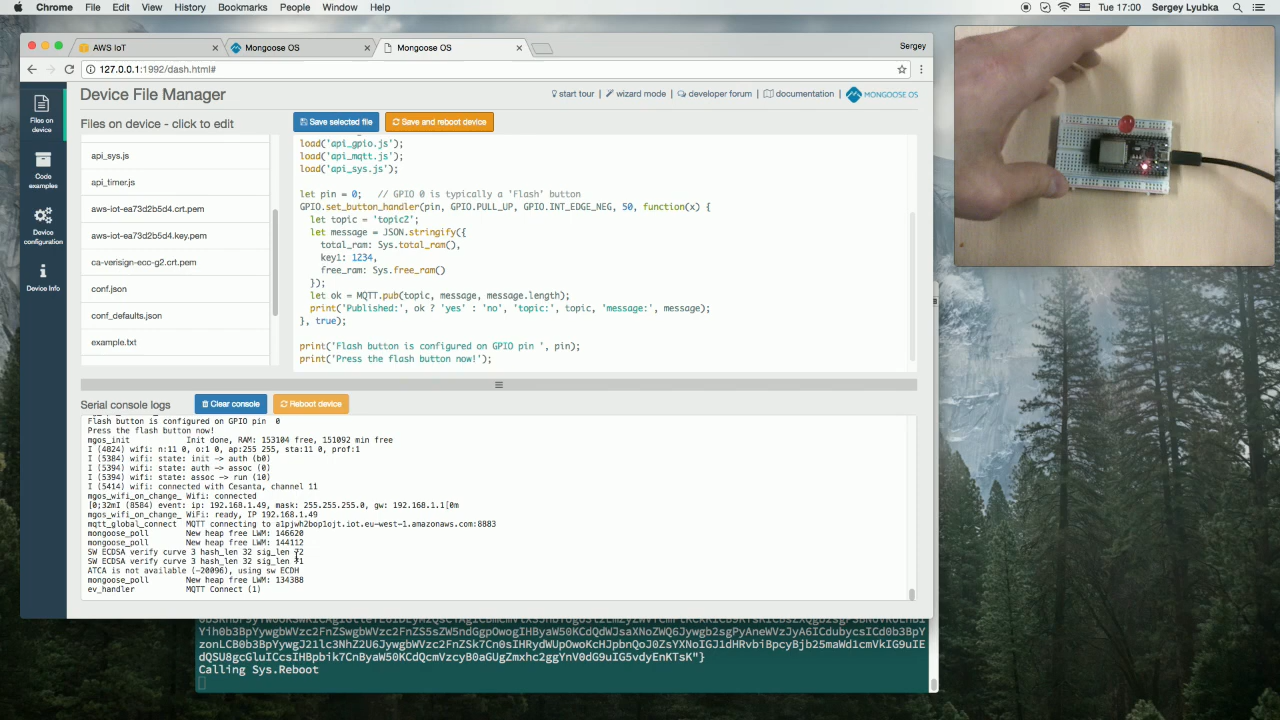 Chrome File Edit View History Bookmarks People Window Help Tue 17:00 Sergey Lyubka
AWS IoT Mongoose OS Mongoose OS Sergey
127.0.0.1:1992/dash.html#
Device File Manager start tour | wizard mode | developer forum | documentation | MONGOOSE OS
Files on device
Code examples
Device configuration
Device Info
Files on device - click to edit
api_sys.js
api_timer.js
aws-iot-ea73d2b5d4.crt.pem
aws-iot-ea73d2b5d4.key.pem
ca-verisign-ecc-g2.crt.pem
conf.json
conf_defaults.json
example.txt
Save selected file Save and reboot device
load('api_gpio.js');
load('api_mqtt.js');
load('api_sys.js');
let pin = 0; // GPIO 0 is typically a 'Flash' button
GPIO.set_button_handler(pin, GPIO.PULL_UP, GPIO.INT_EDGE_NEG, 50, function(x) {
let topic = 'topicZ';
let message = JSON.stringify({
total_ram: Sys.total_ram(),
key1: 1234,
free_ram: Sys.free_ram()
});
let ok = MQTT.pub(topic, message, message.length);
print('Published:', ok ? 'yes' : 'no', 'topic:', topic, 'message:', message);
}, true);
print('Flash button is configured on GPIO pin ', pin);
print('Press the flash button now!');
Serial console logs Clear console Reboot device
Flash button is configured on GPIO pin 0
Press the flash button now!
mgos_init Init done, RAM: 153104 free, 151092 min free
I (4824) wifi: n:11 0, o:1 0, ap:255 255, sta:11 0, prof:1
I (5384) wifi: state: init -> auth (b0)
I (5394) wifi: state: auth -> assoc (0)
I (5394) wifi: state: assoc -> run (10)
I (5414) wifi: connected with Cesanta, channel 11
mgos_wifi_on_change_ Wifi: connected
[0;32mI (8584) event: ip: 192.168.1.49, mask: 255.255.255.0, gw: 192.168.1.1[0m
mgos_wifi_on_change_ WiFi: ready, IP 192.168.1.49
mqtt_global_connect MQTT connecting to a1pjwh2bop1ojt.iot.eu-west-1.amazonaws.com:8883
mongoose_poll New heap free LWM: 146620
mongoose_poll New heap free LWM: 144112
SW ECDSA verify curve 3 hash_len 32 sig_len 72
SW ECDSA verify curve 3 hash_len 32 sig_len
ATCA is not available (-20096), using sw ECDH
mongoose_poll New heap free LWM: 134388
ev_handler MQTT Connect (1)
Calling Sys.Reboot